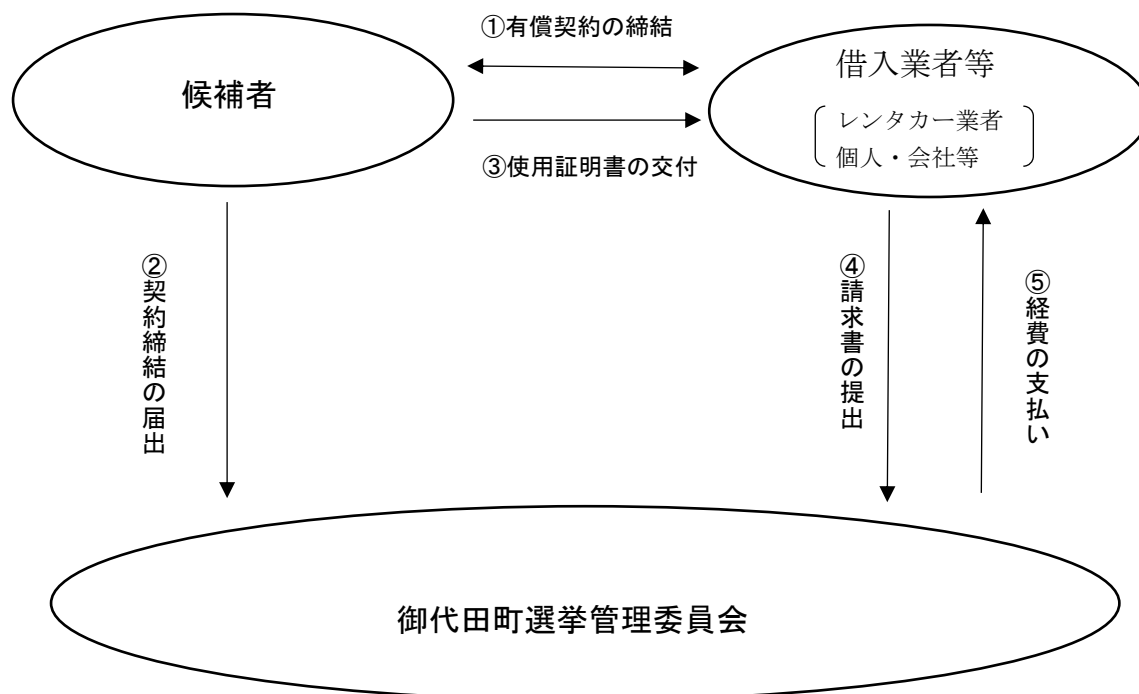 ①有償契約の締結
候補者
借入業者等
レンタカー業者
個人・会社等
③使用証明書の交付
②契約締結の届出
④請求書の提出
⑤経費の支払い
御代田町選挙管理委員会